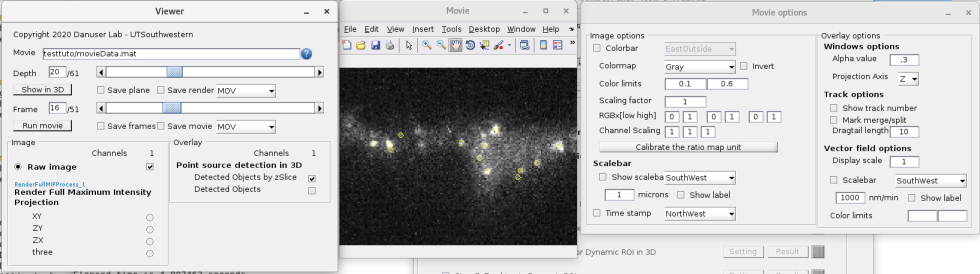 Viewer
Copyright 2020 Danuser Lab - UTSouthwestern
Movie testtuto/movieData.mat ?
Depth 20 /61
Show in 3D Save plane Save render MOV
Frame 16 /51
Run movie Save frames Save movie MOV
Image
Channels 1
Raw image
RenderFullMIPProcess_1
Render Full Maximum Intensity
Projection
XY
ZY
ZX
three
Overlay
Channels 1
Point source detection in 3D
Detected Objects by zSlice
Detected Objects
Movie
File Edit View Insert Tools Desktop Window Help
Movie options
Image options
Colorbar EastOutside
Colormap Gray Invert
Color limits 0.1 0.6
Scaling factor 1
RGBx[low high] 0 1 0 1 0 1
Channel Scaling 1 1 1
Calibrate the ratio map unit
Scalebar
Show scaleba SouthWest
1 microns Show label
Time stamp NorthWest
Overlay options
Windows options
Alpha value .3
Projection Axis Z
Track options
Show track number
Mark merge/split
Dragtail length 10
Vector field options
Display scale 1
Scalebar SouthWest
1000 nm/min Show label
Color limits
or Dynamic ROI in 3D Setting Result